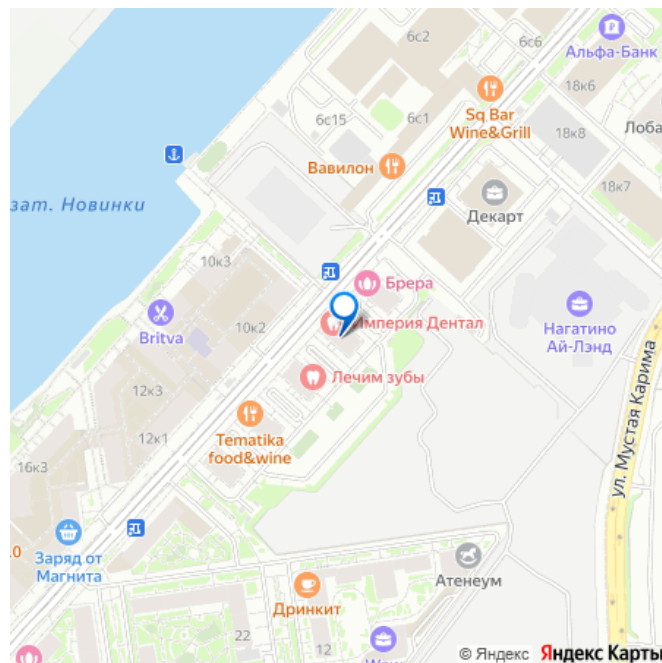 6с2
6с6
Альфа-Банк
18к6
Sq Bar
Wine&Grill
6с1
6с15
18к8
Лоба
Вавилон
18к7
Декарт
зат. Новинки
10к3
Брера
Britva
10к2
Империя Дентал
Нагатино
Ай-Лэнд
ул. Мустая Карима
Лечим зубы
12к3
Tematika
food&wine
12к1
16к3
10
Заряд от
Магнита
Атенеум
Дринкит
22
12
© Яндекс Яндекс Карты